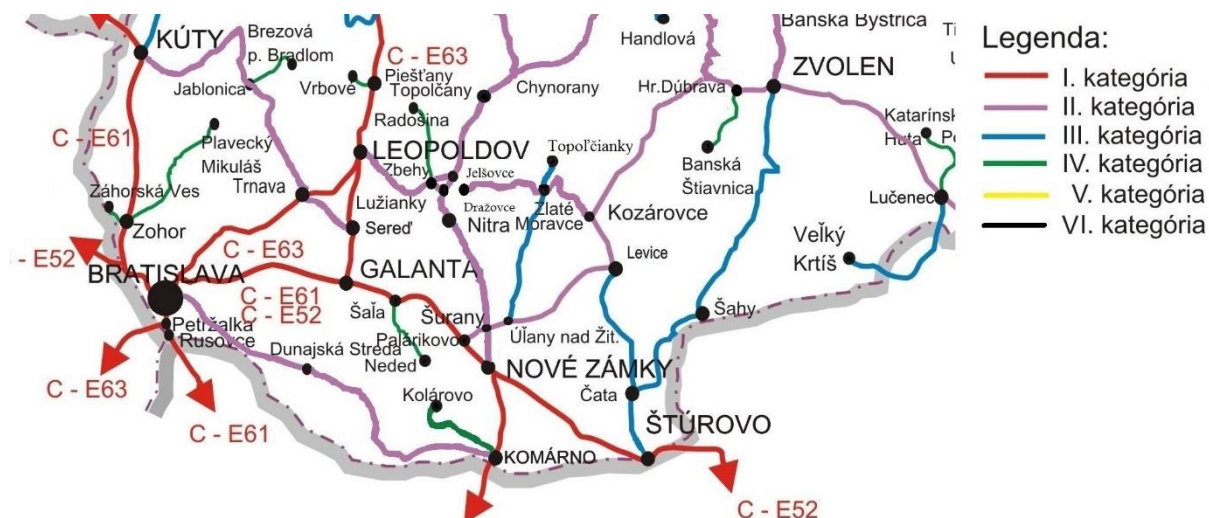 Banská Bystrica
Brezová
p. Bradlom
KÚTY
C - E63
Handlová
ZVOLEN
Jablonica
Vrbové
Piešťany
Topolčány
Chynorany
Hr.Dúbrava
Katarínsk
Huta
Radošina
C - E61
Plavecký
Mikuláš
LEOPOLDOV
Topoľčianky
Banská
Štiavnica
Zbehy
Jelšovce
Záhorská Ves
Trnava
Lužianky
Dražovce
Zlaté
Moravce
Kozárovce
Lučenec
Zohor
Sereď
Nitra
C - E63
Veľký
Krtíš
- E52
BRATISLAVA
GALANTA
Levice
C - E61
C - E52
Šaľa
Šurany
Šahy
Petržalka
Rusovce
Palárikovo
Úľany nad Žit.
Dunajská Streda
Neded
NOVÉ ZÁMKY
C - E63
Kolárovo
Čata
C - E61
ŠTÚROVO
KOMÁRNO
C - E52
Legenda:
I. kategória
II. kategória
III. kategória
IV. kategória
V. kategória
VI. kategória